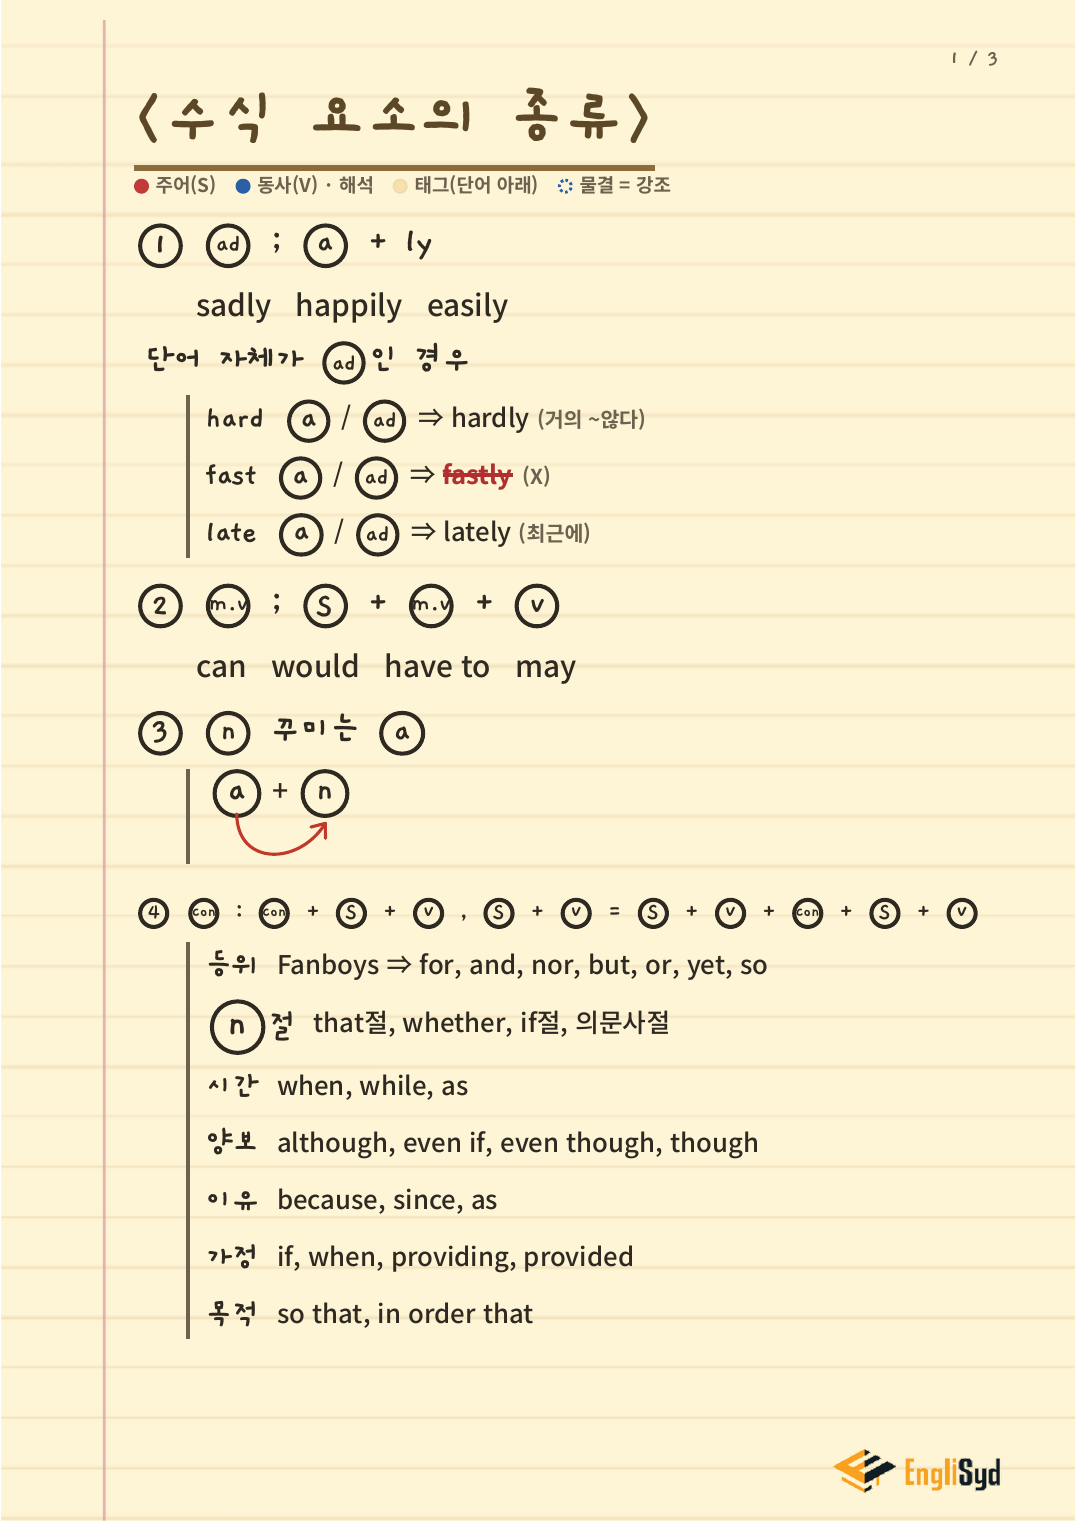 1 / 3
<수식 요소의 종류>
주어(S) 동사(V) · 해석 태그(단어 아래) 물결 = 강조
1 ad ; a + ly
sadly happily easily
단어 자체가 ad인 경우
hard a / ad ⇒ hardly (거의 ~않다)
fast a / ad ⇒ fastly (X)
late a / ad ⇒ lately (최근에)
2 m.v ; S + m.v + v
can would have to may
3 n 꾸미는 a
a + n
4 con : con + S + v , S + v = S + v + con + S + v
등위 Fanboys ⇒ for, and, nor, but, or, yet, so
n절 that절, whether, if절, 의문사절
시간 when, while, as
양보 although, even if, even though, though
이유 because, since, as
가정 if, when, providing, provided
목적 so that, in order that
EngliSyd